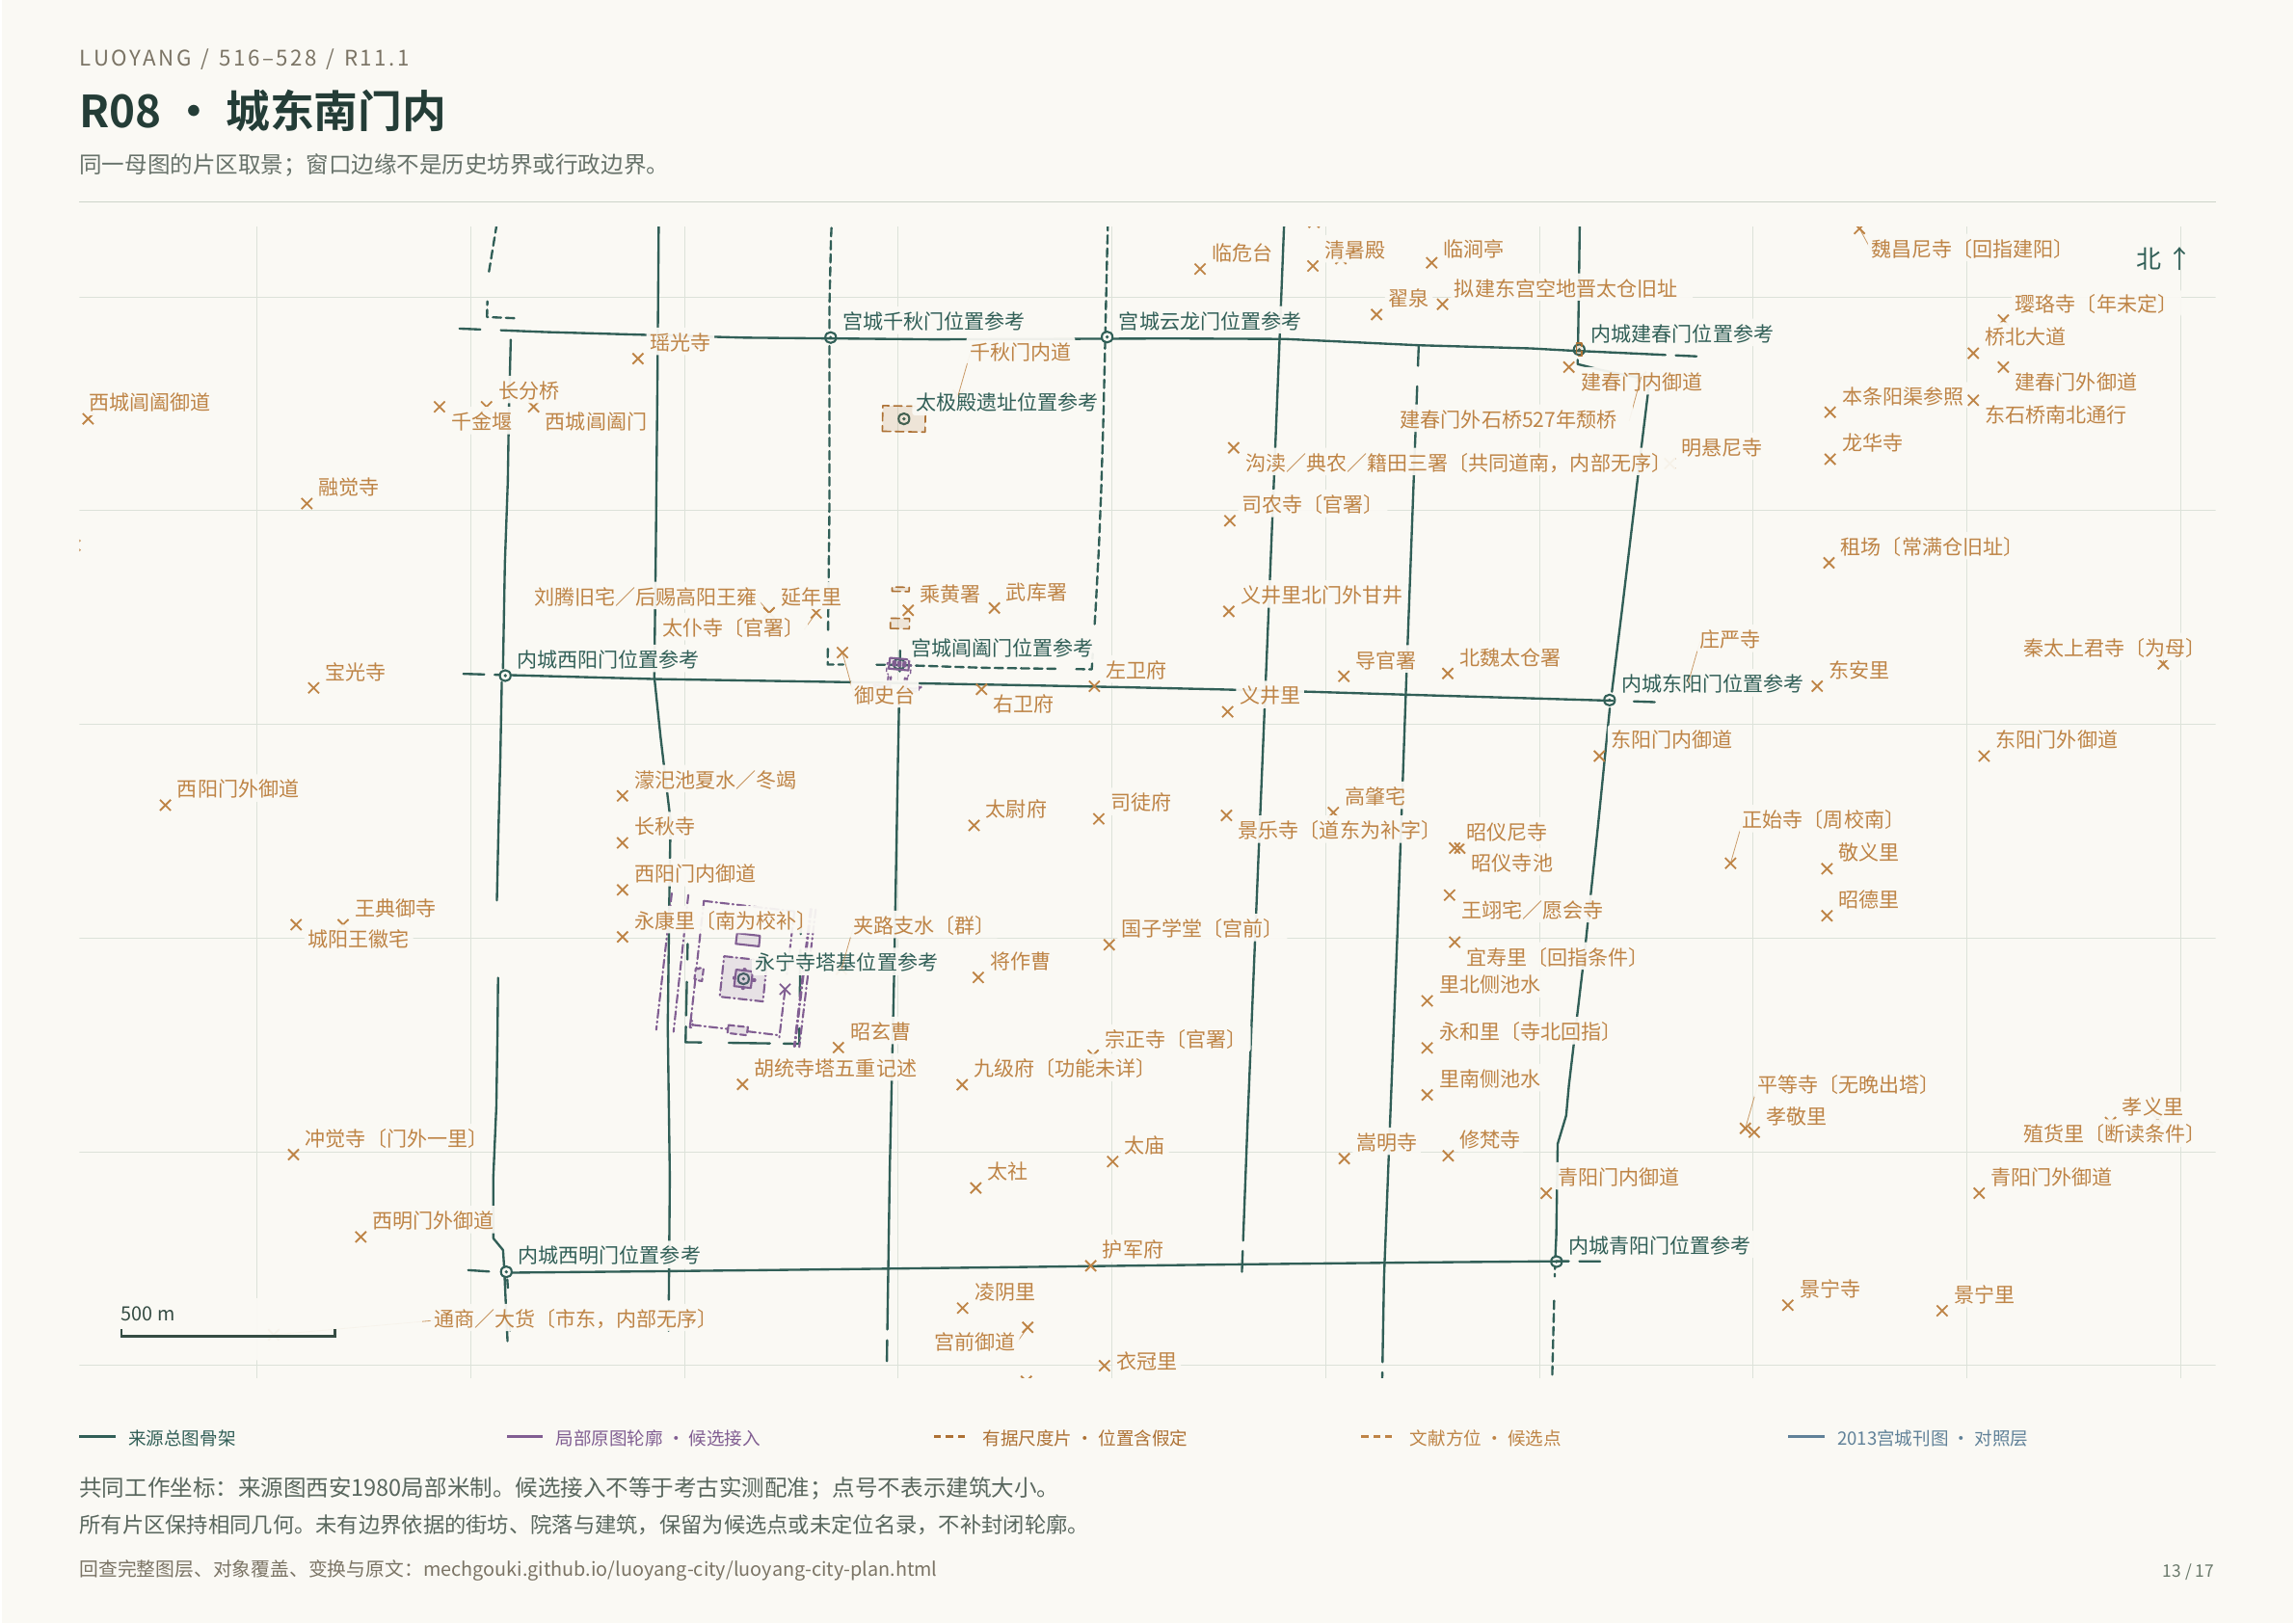 LUOYANG / 516–528 / R11.1
R08 · 城东南门内
同一母图的片区取景；窗口边缘不是历史坊界或行政边界。
北 ↑
临危台
清暑殿
临涧亭
魏昌尼寺〔回指建阳〕
翟泉
拟建东宫空地晋太仓旧址
璎珞寺〔年未定〕
宫城千秋门位置参考
宫城云龙门位置参考
内城建春门位置参考
桥北大道
瑶光寺
千秋门内道
建春门内御道
建春门外御道
长分桥
西城阊阖御道
千金堰
西城阊阖门
太极殿遗址位置参考
本条阳渠参照
东石桥南北通行
建春门外石桥527年颓桥
明悬尼寺
龙华寺
沟渎／典农／籍田三署〔共同道南，内部无序〕
融觉寺
司农寺〔官署〕
租场〔常满仓旧址〕
刘腾旧宅／后赐高阳王雍
延年里
乘黄署
武库署
义井里北门外甘井
太仆寺〔官署〕
宫城阊阖门位置参考
庄严寺
秦太上君寺〔为母〕
内城西阳门位置参考
宝光寺
左卫府
导官署
北魏太仓署
东安里
御史台
右卫府
义井里
内城东阳门位置参考
东阳门内御道
东阳门外御道
濛汜池夏水／冬竭
西阳门外御道
太尉府
司徒府
高肇宅
长秋寺
景乐寺〔道东为补字〕
昭仪尼寺
正始寺〔周校南〕
昭仪寺池
敬义里
西阳门内御道
王典御寺
永康里〔南为校补〕
夹路支水〔群〕
国子学堂〔宫前〕
王翊宅／愿会寺
昭德里
城阳王徽宅
永宁寺塔基位置参考
将作曹
宜寿里〔回指条件〕
里北侧池水
昭玄曹
宗正寺〔官署〕
永和里〔寺北回指〕
胡统寺塔五重记述
九级府〔功能未详〕
里南侧池水
平等寺〔无晚出塔〕
孝敬里
孝义里
殖货里〔断读条件〕
冲觉寺〔门外一里〕
太庙
嵩明寺
修梵寺
太社
青阳门内御道
青阳门外御道
西明门外御道
内城西明门位置参考
护军府
内城青阳门位置参考
凌阴里
景宁寺
景宁里
500 m
通商／大货〔市东，内部无序〕
宫前御道
衣冠里
来源总图骨架
局部原图轮廓 · 候选接入
有据尺度片 · 位置含假定
文献方位 · 候选点
2013宫城刊图 · 对照层
共同工作坐标：来源图西安1980局部米制。候选接入不等于考古实测配准；点号不表示建筑大小。
所有片区保持相同几何。未有边界依据的街坊、院落与建筑，保留为候选点或未定位名录，不补封闭轮廓。
回查完整图层、对象覆盖、变换与原文：mechgouki.github.io/luoyang-city/luoyang-city-plan.html
13 / 17